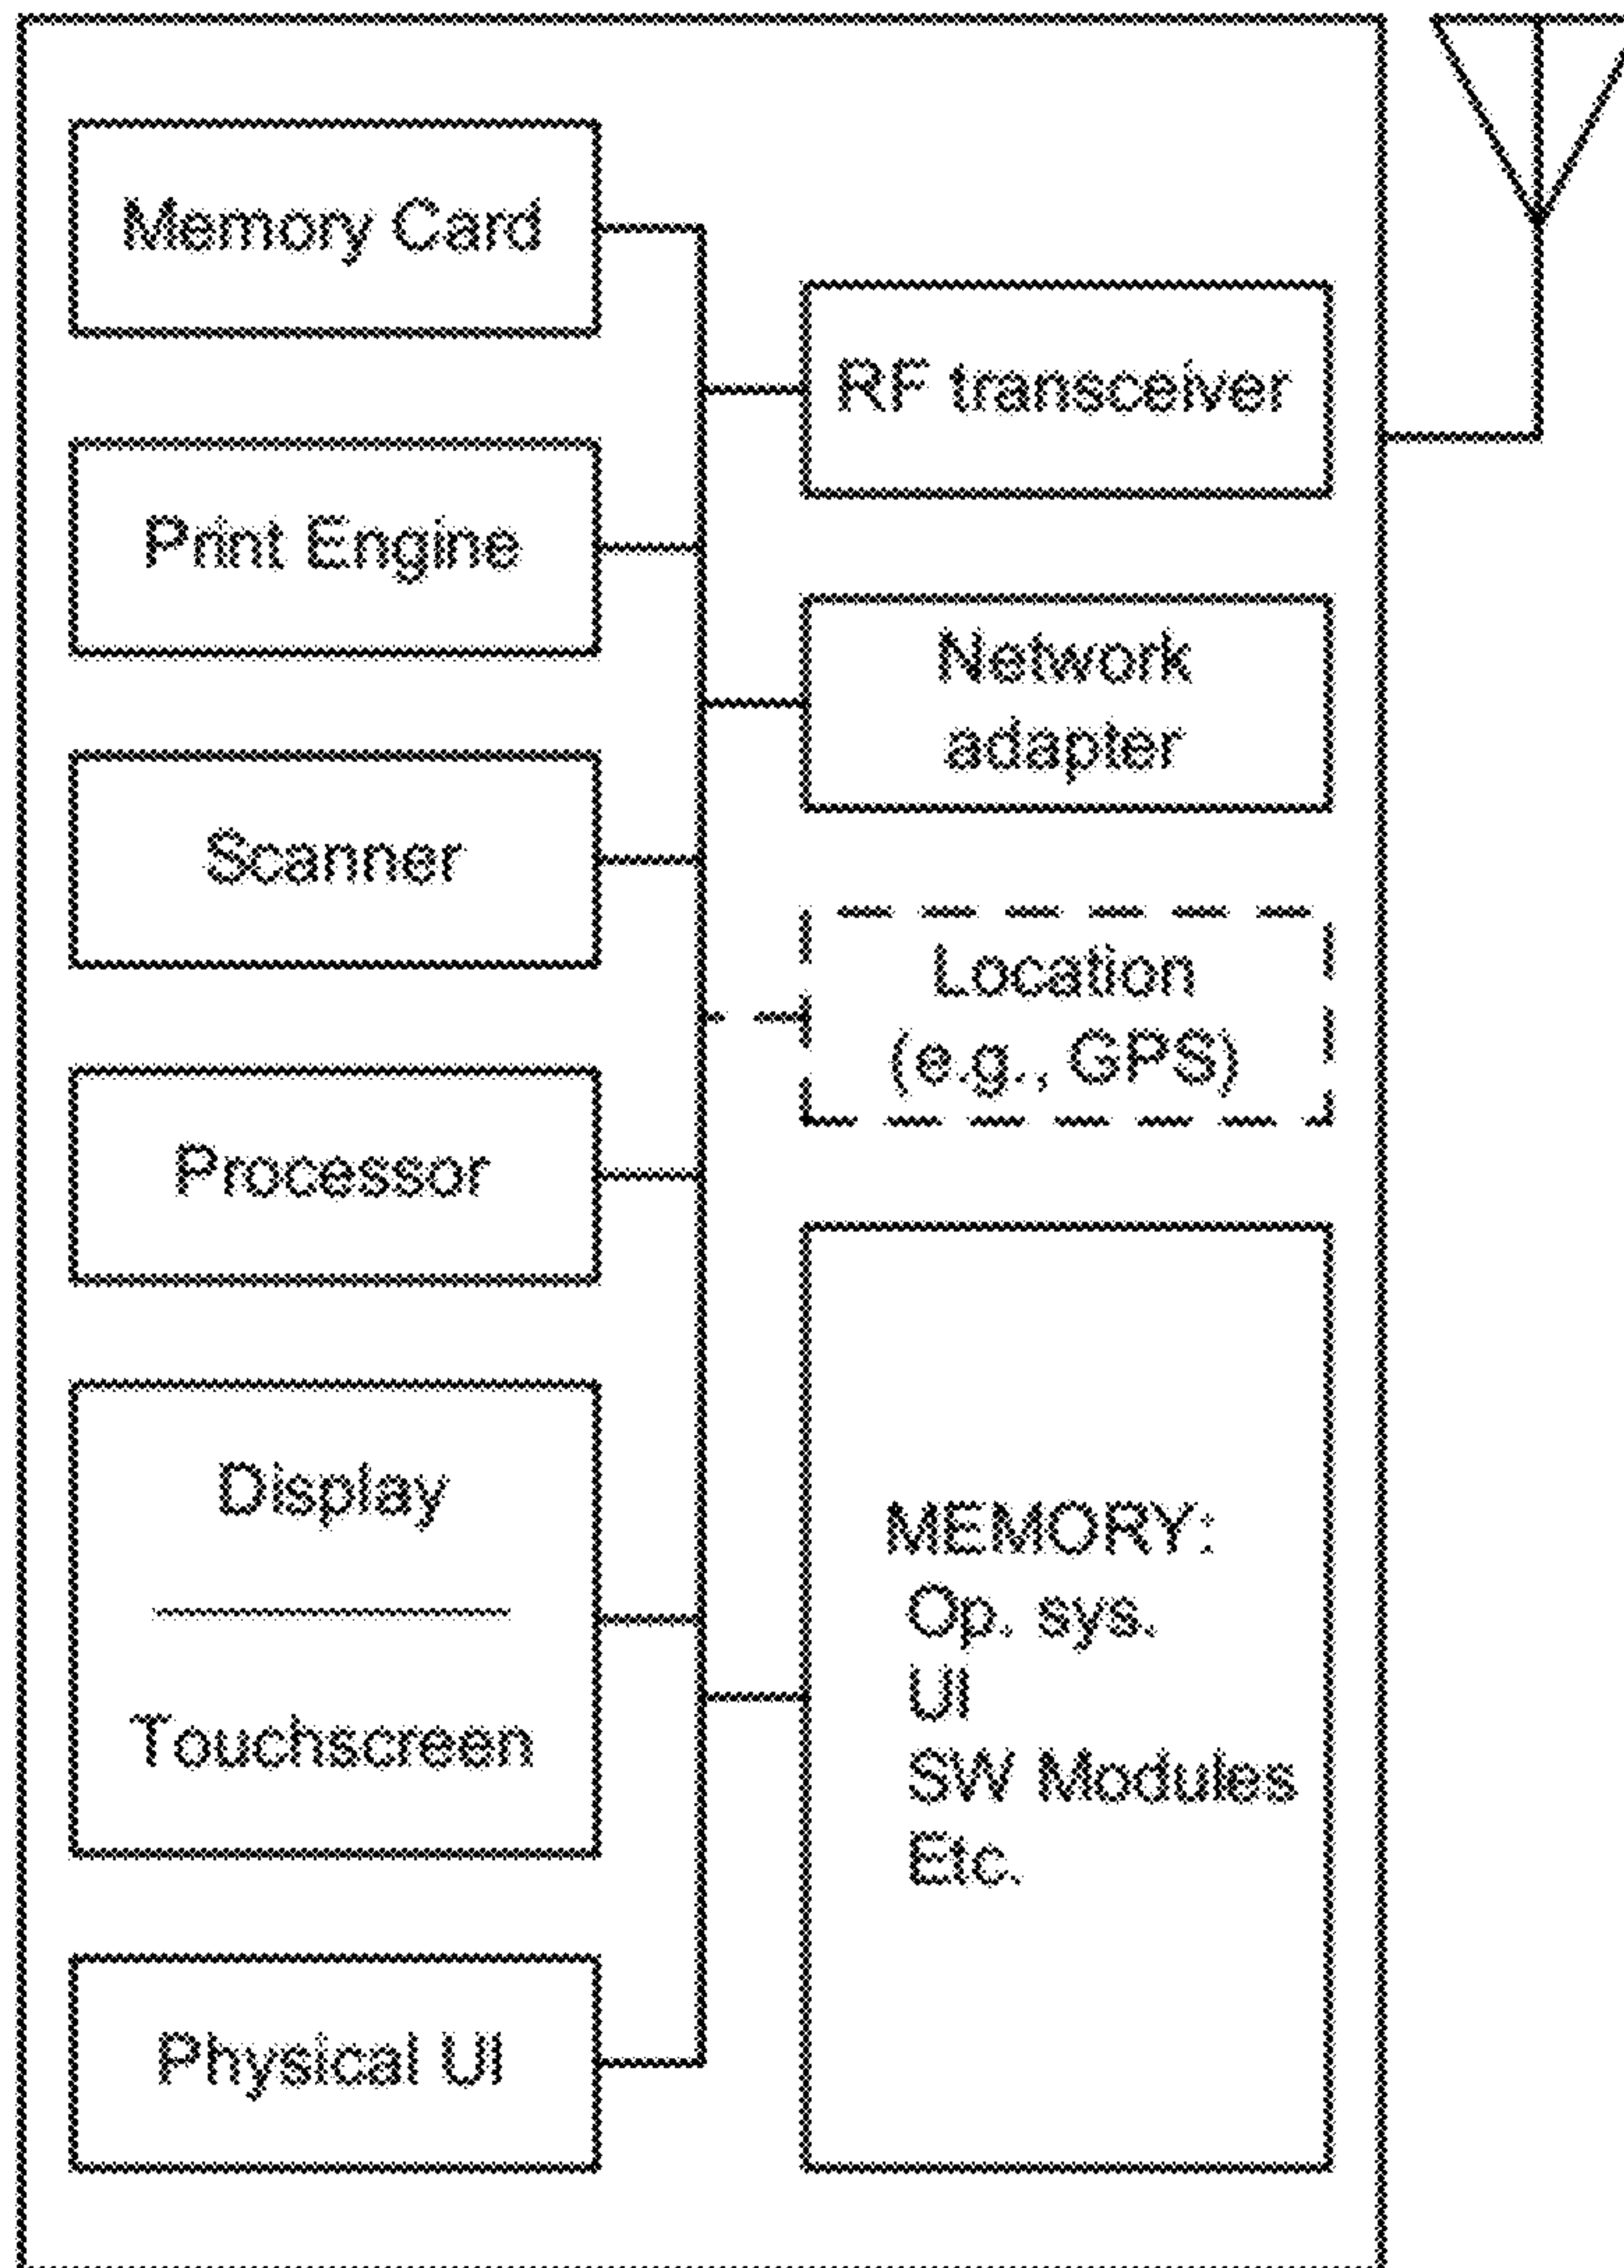 Memory Card
Print Engine
Scanner
Processor
Display
Touchscreen
Physical UI
RF transceiver
Network
adapter
Location
(e.g., GPS)
MEMORY:
Op. sys.
UI
SW Modules
Etc.